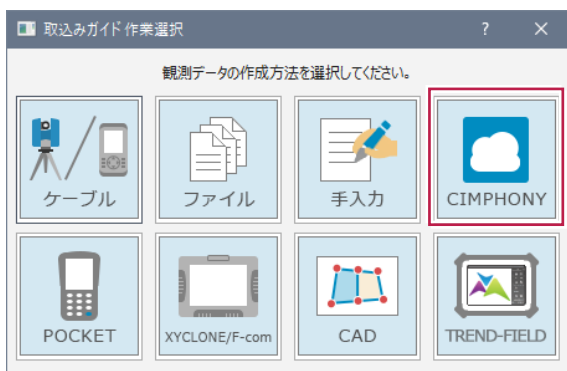 取込みガイド 作業選択
観測データの作成方法を選択してください。
ケーブル
ファイル
手入力
CIMPHONY
POCKET
XYCLONE/F-com
CAD
TREND-FIELD